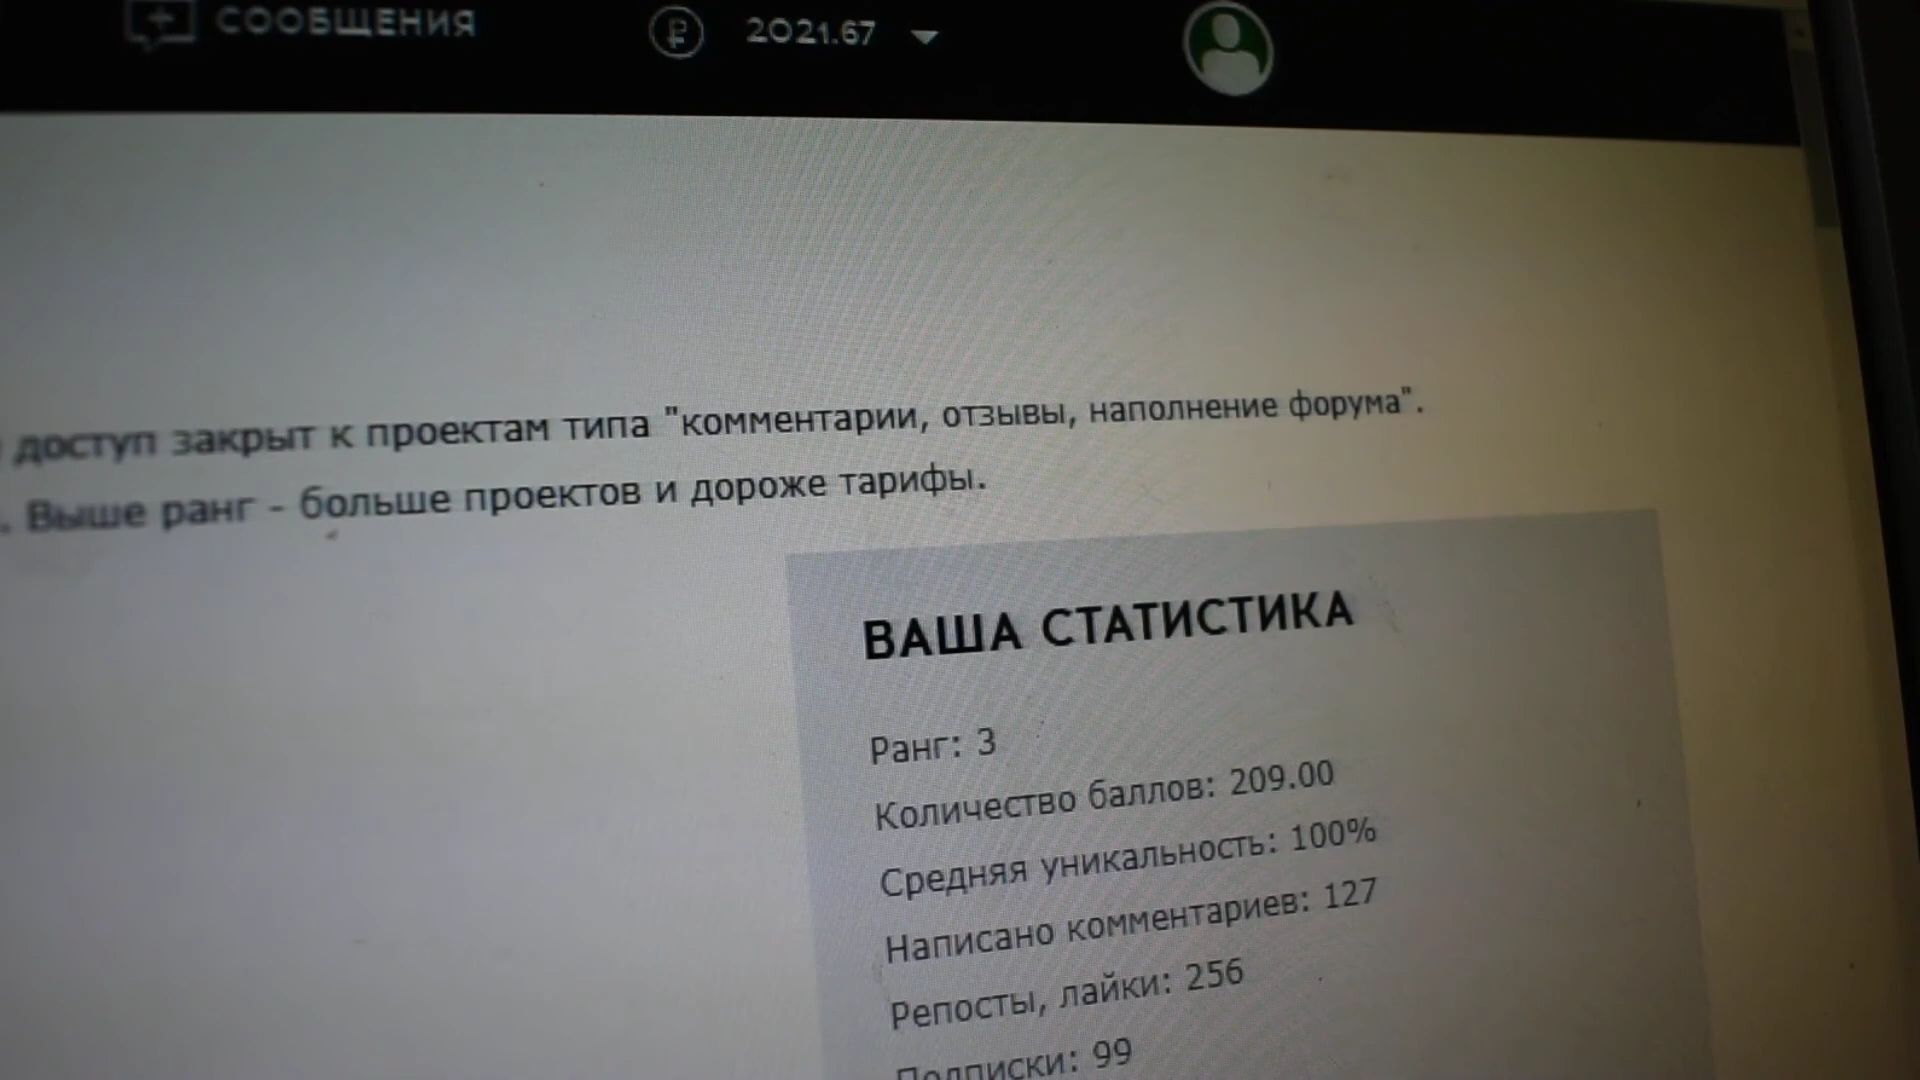 СООБЩЕНИЯ
2021.67
доступ закрыт к проектам типа "комментарии, отзывы, наполнение форума".
. Выше ранг - больше проектов и дороже тарифы.
ВАША СТАТИСТИКА
Ранг: 3
Количество баллов: 209.00
Средняя уникальность: 100%
Написано комментариев: 127
Репосты, лайки: 256
Подписки: 99